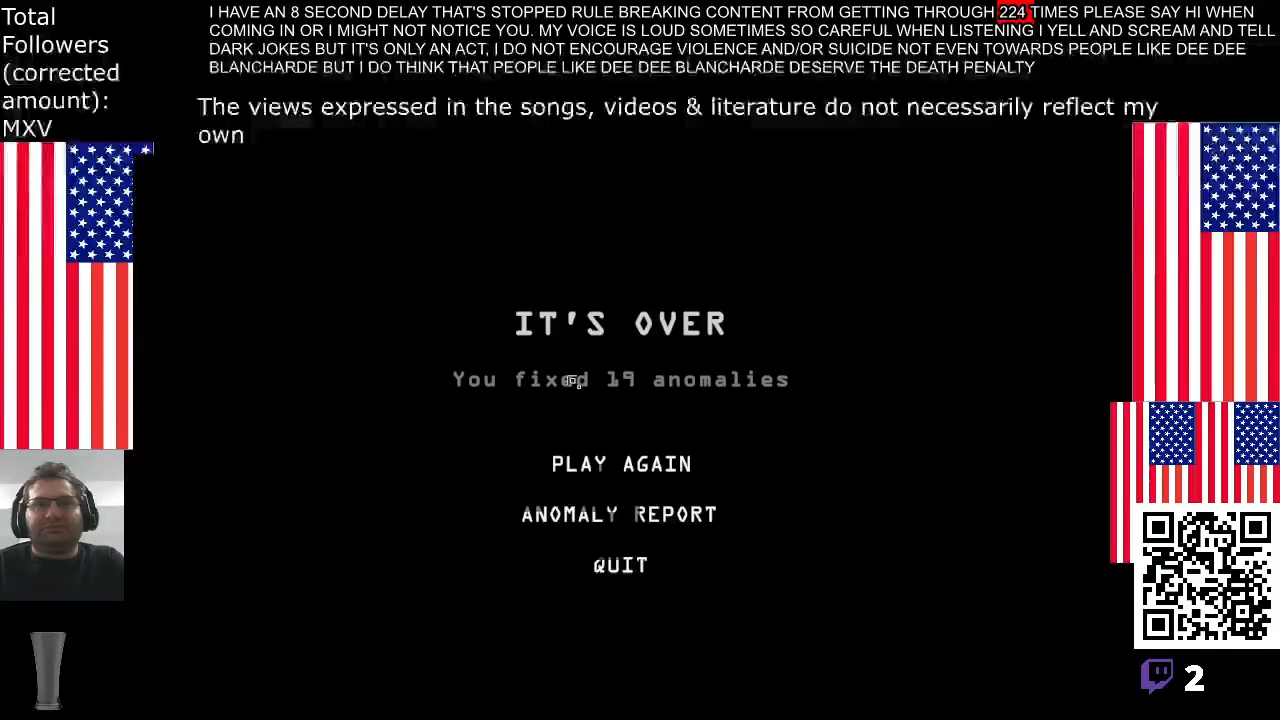 Total
Followers
(corrected
amount):
MXV
I HAVE AN 8 SECOND DELAY THAT'S STOPPED RULE BREAKING CONTENT FROM GETTING THROUGH 224 TIMES PLEASE SAY HI WHEN
COMING IN OR I MIGHT NOT NOTICE YOU. MY VOICE IS LOUD SOMETIMES SO CAREFUL WHEN LISTENING I YELL AND SCREAM AND TELL
DARK JOKES BUT IT'S ONLY AN ACT, I DO NOT ENCOURAGE VIOLENCE AND/OR SUICIDE NOT EVEN TOWARDS PEOPLE LIKE DEE DEE
BLANCHARDE BUT I DO THINK THAT PEOPLE LIKE DEE DEE BLANCHARDE DESERVE THE DEATH PENALTY
The views expressed in the songs, videos & literature do not necessarily reflect my
own
IT'S OVER
You fixed 19 anomalies
PLAY AGAIN
ANOMALY REPORT
QUIT
2